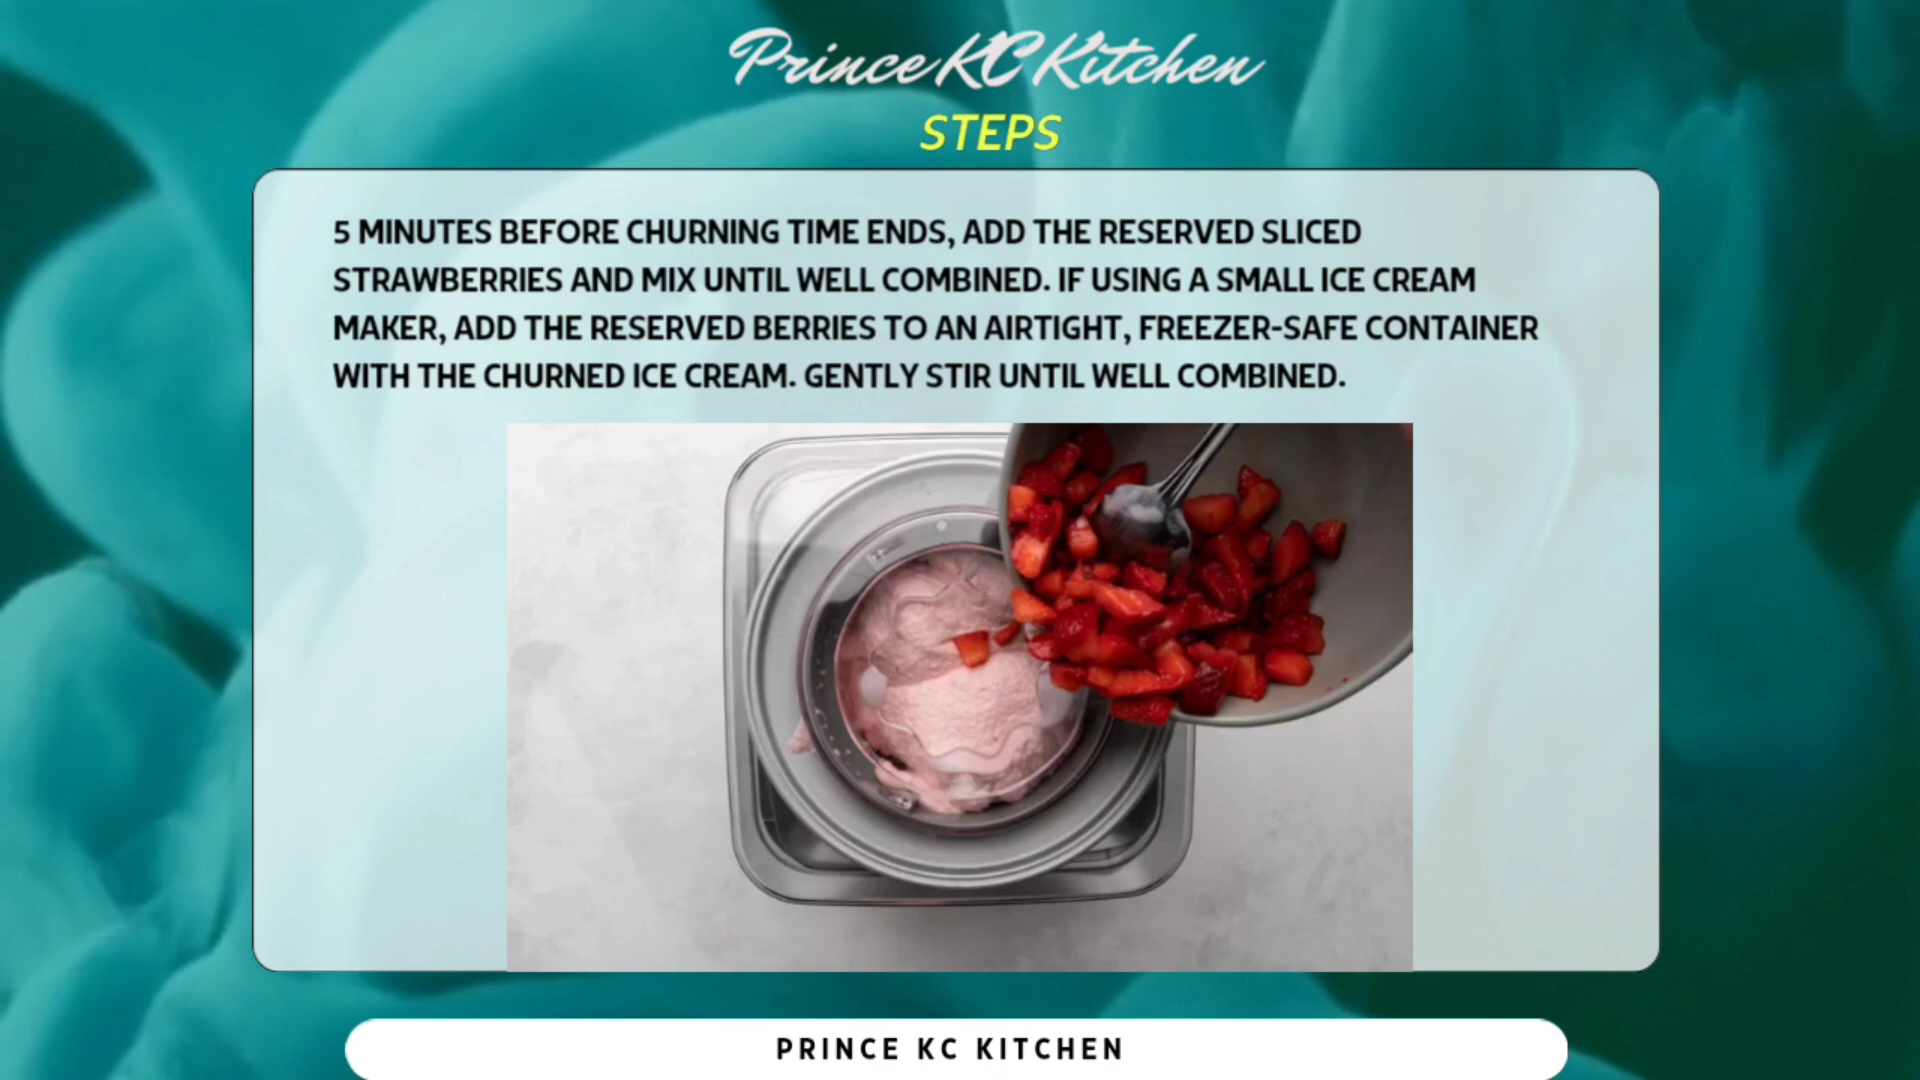 Prince KC Kitchen
STEPS
5 MINUTES BEFORE CHURNING TIME ENDS, ADD THE RESERVED SLICED
STRAWBERRIES AND MIX UNTIL WELL COMBINED. IF USING A SMALL ICE CREAM
MAKER, ADD THE RESERVED BERRIES TO AN AIRTIGHT, FREEZER-SAFE CONTAINER
WITH THE CHURNED ICE CREAM. GENTLY STIR UNTIL WELL COMBINED.
PRINCE KC KITCHEN